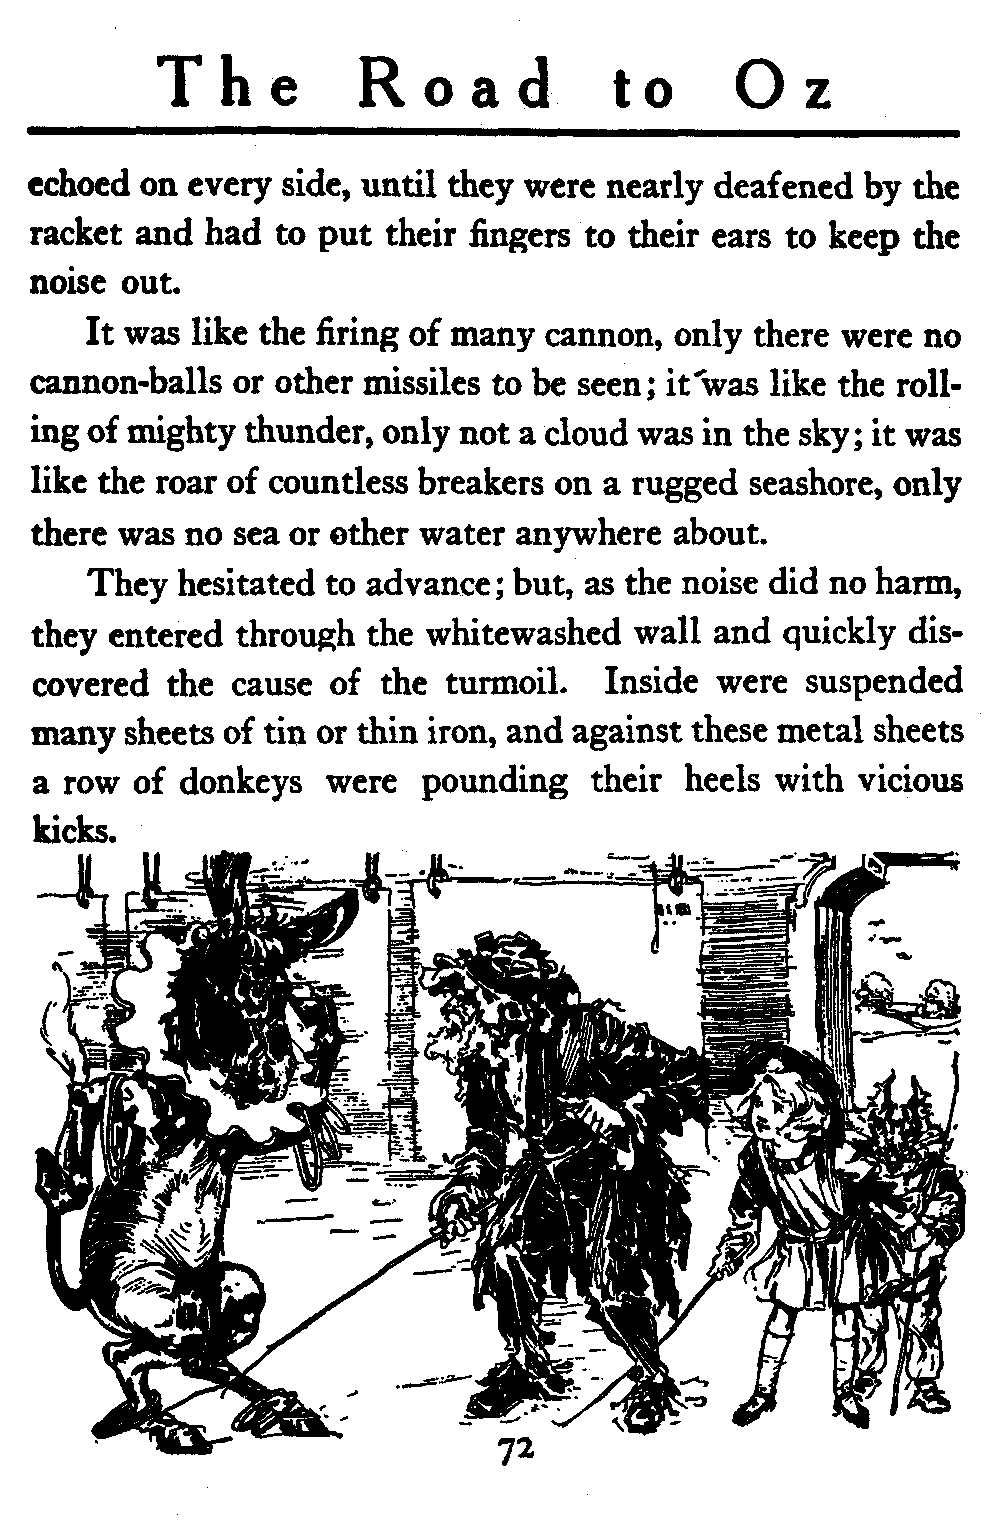 The Road to Oz
echoed on every side, until they were nearly deafened by the
racket and had to put their fingers to their ears to keep the
noise out.
It was like the firing of many cannon, only there were no
cannon-balls or other missiles to be seen; it was like the roll-
ing of mighty thunder, only not a cloud was in the sky; it was
like the roar of countless breakers on a rugged seashore, only
there was no sea or other water anywhere about.
They hesitated to advance; but, as the noise did no harm,
they entered through the whitewashed wall and quickly dis-
covered the cause of the turmoil. Inside were suspended
many sheets of tin or thin iron, and against these metal sheets
a row of donkeys were pounding their heels with vicious
kicks.
72